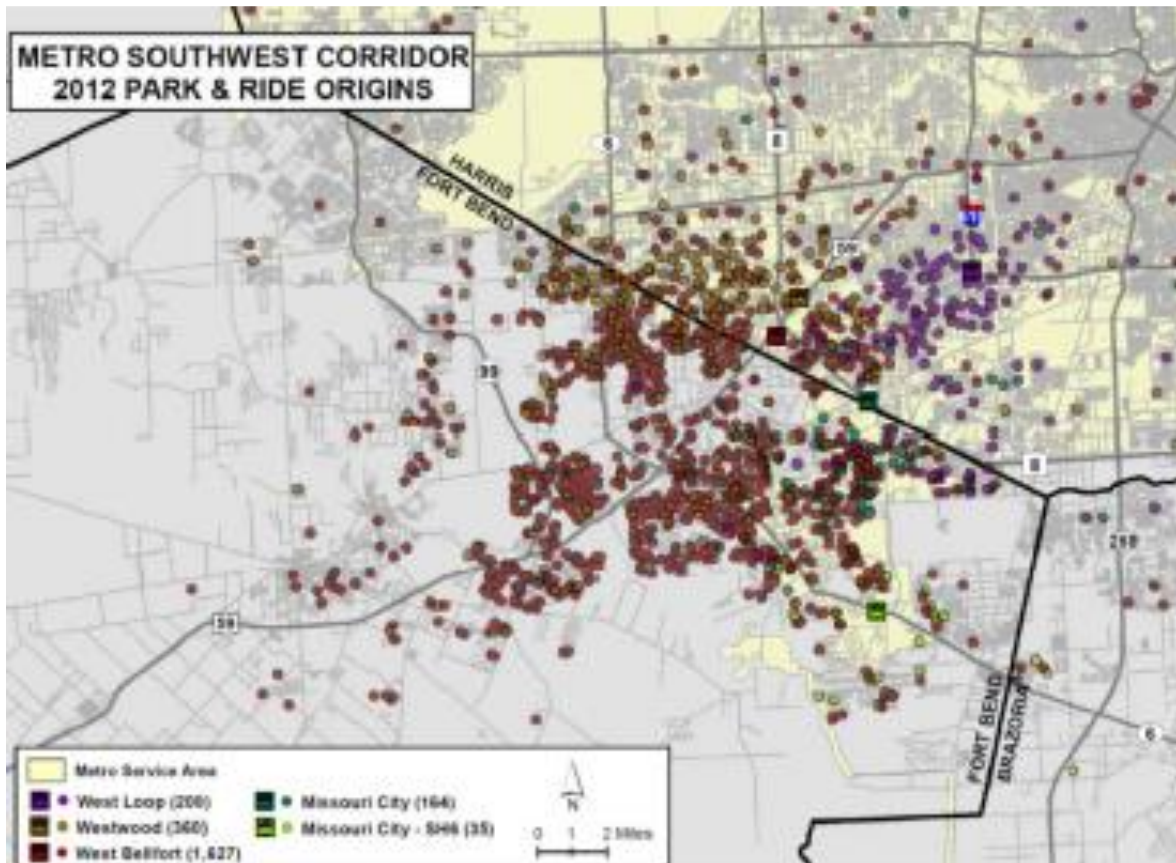 METRO SOUTHWEST CORRIDOR
2012 PARK & RIDE ORIGINS
6
8
HARRIS
FORT BEND
59
99
8
288
59
FORT BEND
BRAZORIA
6
Metro Service Area
West Loop (200)
Westwood (360)
West Bellfort (1,627)
Missouri City (164)
Missouri City - SH6 (35)
N
0 1 2 Miles